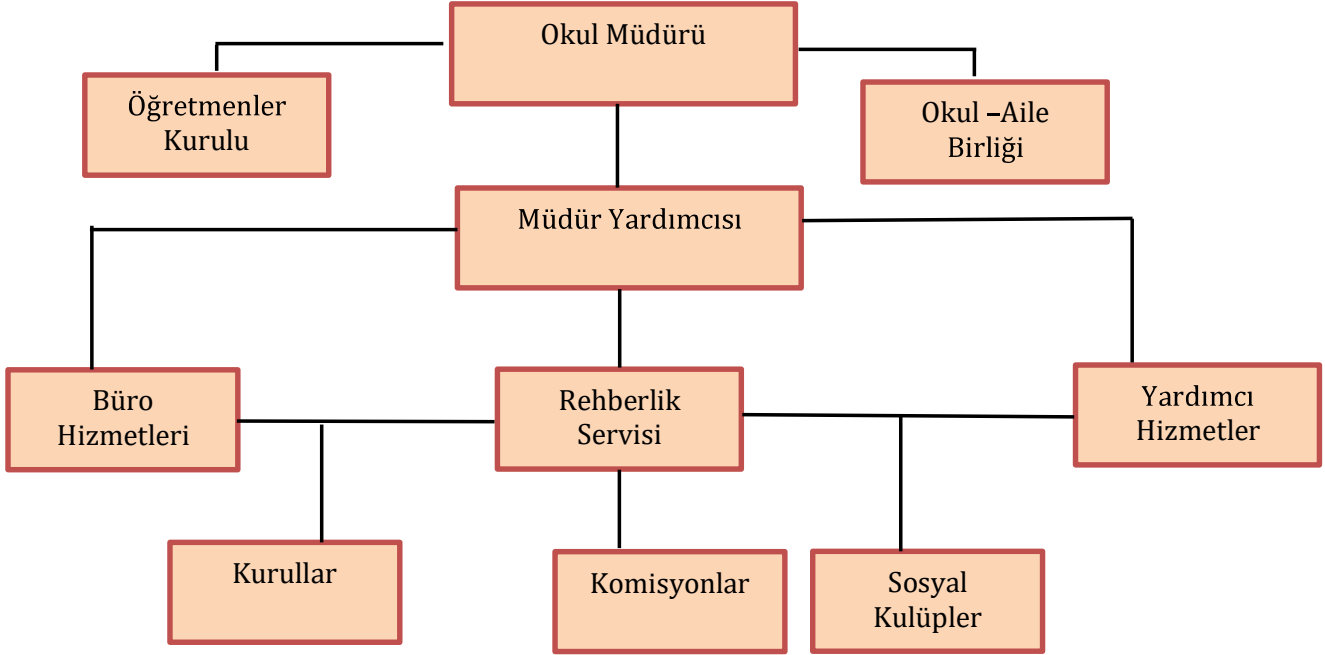 Okul Müdürü
Öğretmenler
Kurulu
Okul –Aile
Birliği
Müdür Yardımcısı
Büro
Hizmetleri
Rehberlik
Servisi
Yardımcı
Hizmetler
Kurullar
Komisyonlar
Sosyal
Kulüpler